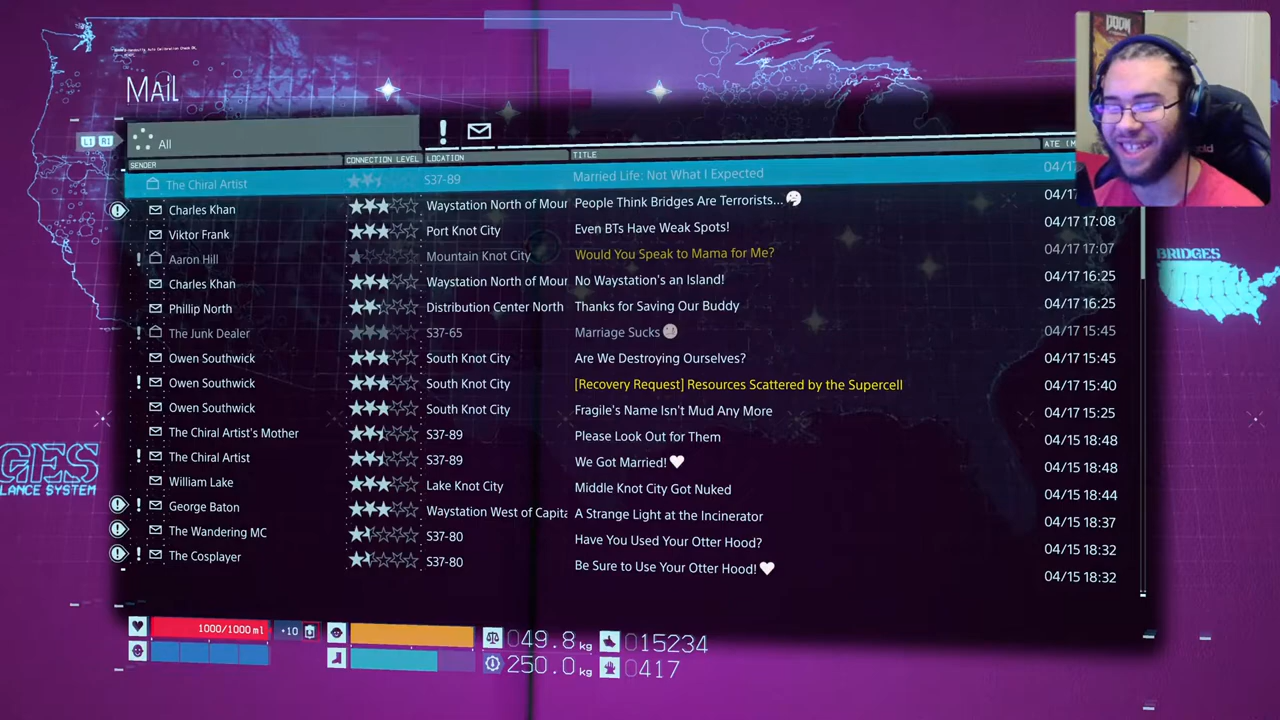 DOOM
Mail
L1 R1
All
SENDER CONNECTION LEVEL LOCATION TITLE ATE (M
The Chiral Artist S37-89 Married Life: Not What I Expected 04/17
Charles Khan Waystation North of Moun People Think Bridges Are Terrorists... 04/17
Viktor Frank Port Knot City Even BTs Have Weak Spots! 04/17 17:08
Aaron Hill Mountain Knot City Would You Speak to Mama for Me? 04/17 17:07
Charles Khan Waystation North of Moun No Waystation's an Island! 04/17 16:25
Phillip North Distribution Center North Thanks for Saving Our Buddy 04/17 16:25
The Junk Dealer S37-65 Marriage Sucks 04/17 15:45
Owen Southwick South Knot City Are We Destroying Ourselves? 04/17 15:45
Owen Southwick South Knot City [Recovery Request] Resources Scattered by the Supercell 04/17 15:40
Owen Southwick South Knot City Fragile's Name Isn't Mud Any More 04/17 15:25
The Chiral Artist's Mother S37-89 Please Look Out for Them 04/15 18:48
The Chiral Artist S37-89 We Got Married! 04/15 18:48
William Lake Lake Knot City Middle Knot City Got Nuked 04/15 18:44
George Baton Waystation West of Capita A Strange Light at the Incinerator 04/15 18:37
The Wandering MC S37-80 Have You Used Your Otter Hood? 04/15 18:32
The Cosplayer S37-80 Be Sure to Use Your Otter Hood! 04/15 18:32
BRIDGES
GES
LANCE SYSTEM
1000/1000 ml ×10 049.8 kg 015234
250.0 kg 0417